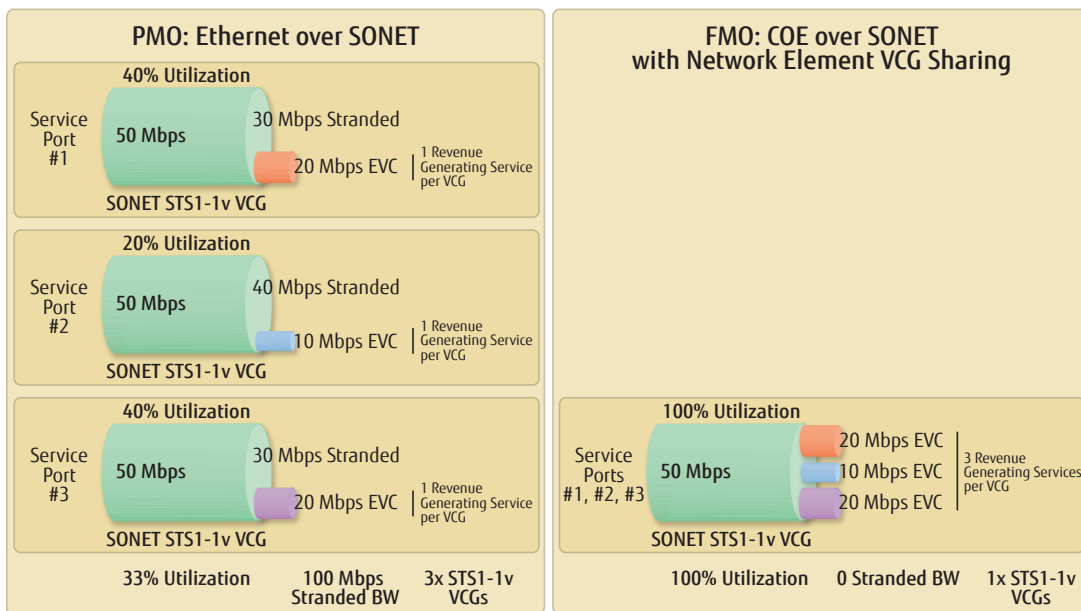 PMO: Ethernet over SONET
40% Utilization
Service
Port
#1
50 Mbps
30 Mbps Stranded
20 Mbps EVC
1 Revenue
Generating Service
per VCG
SONET STS1-1v VCG
20% Utilization
Service
Port
#2
50 Mbps
40 Mbps Stranded
10 Mbps EVC
1 Revenue
Generating Service
per VCG
SONET STS1-1v VCG
40% Utilization
Service
Port
#3
50 Mbps
30 Mbps Stranded
20 Mbps EVC
1 Revenue
Generating Service
per VCG
SONET STS1-1v VCG
33% Utilization
100 Mbps
Stranded BW
3x STS1-1v
VCGs
FMO: COE over SONET
with Network Element VCG Sharing
100% Utilization
Service
Ports
#1, #2, #3
50 Mbps
20 Mbps EVC
10 Mbps EVC
20 Mbps EVC
3 Revenue
Generating Services
per VCG
SONET STS1-1v VCG
100% Utilization
0 Stranded BW
1x STS1-1v
VCGs